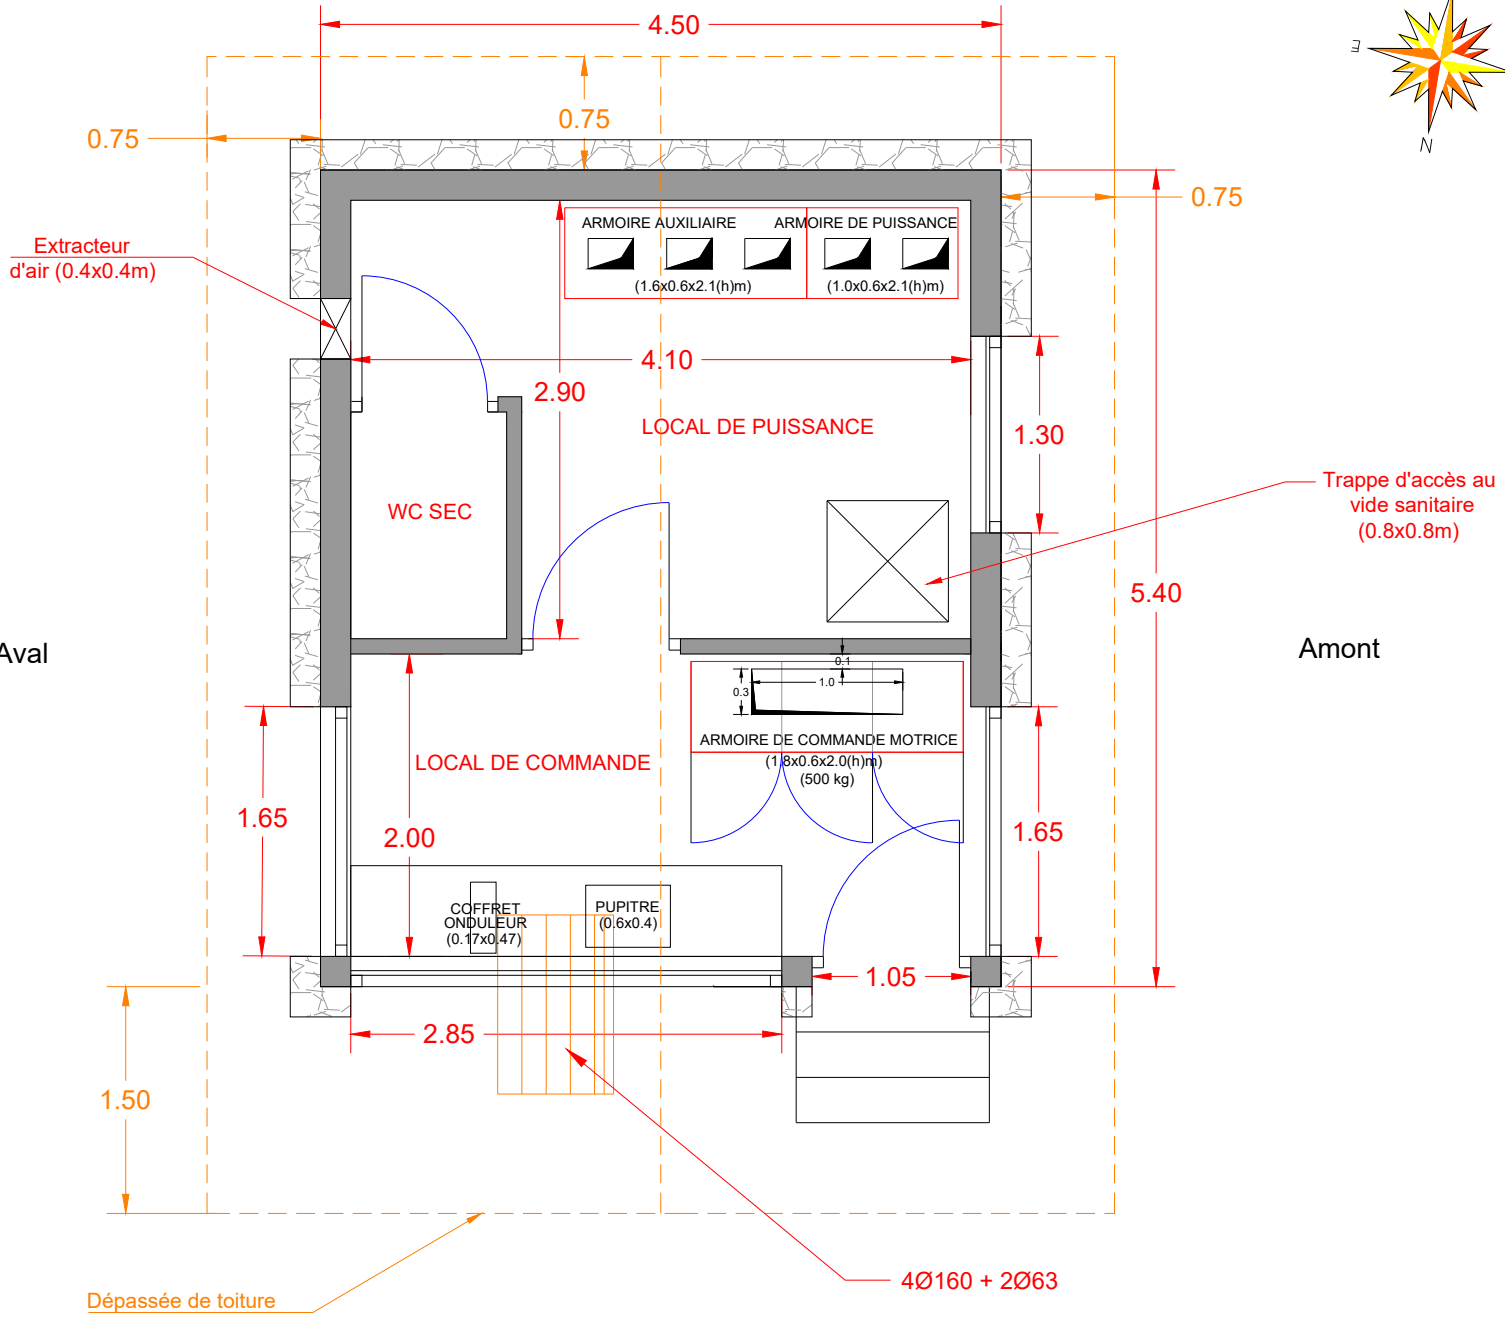 4.50
E
0.75
0.75
N
0.75
ARMOIRE AUXILIAIRE
ARMOIRE DE PUISSANCE
Extracteur
d'air (0.4x0.4m)
(1.6x0.6x2.1(h)m)
(1.0x0.6x2.1(h)m)
4.10
2.90
LOCAL DE PUISSANCE
1.30
WC SEC
Trappe d'accès au
vide sanitaire
(0.8x0.8m)
5.40
Aval
Amont
0.1
0.3
1.0
ARMOIRE DE COMMANDE MOTRICE
(1.8x0.6x2.0(h)m)
(500 kg)
LOCAL DE COMMANDE
1.65
2.00
1.65
COFFRET
ONDULEUR
(0.17x0.47)
PUPITRE
(0.6x0.4)
1.05
2.85
1.50
4Ø160 + 2Ø63
Dépassée de toiture